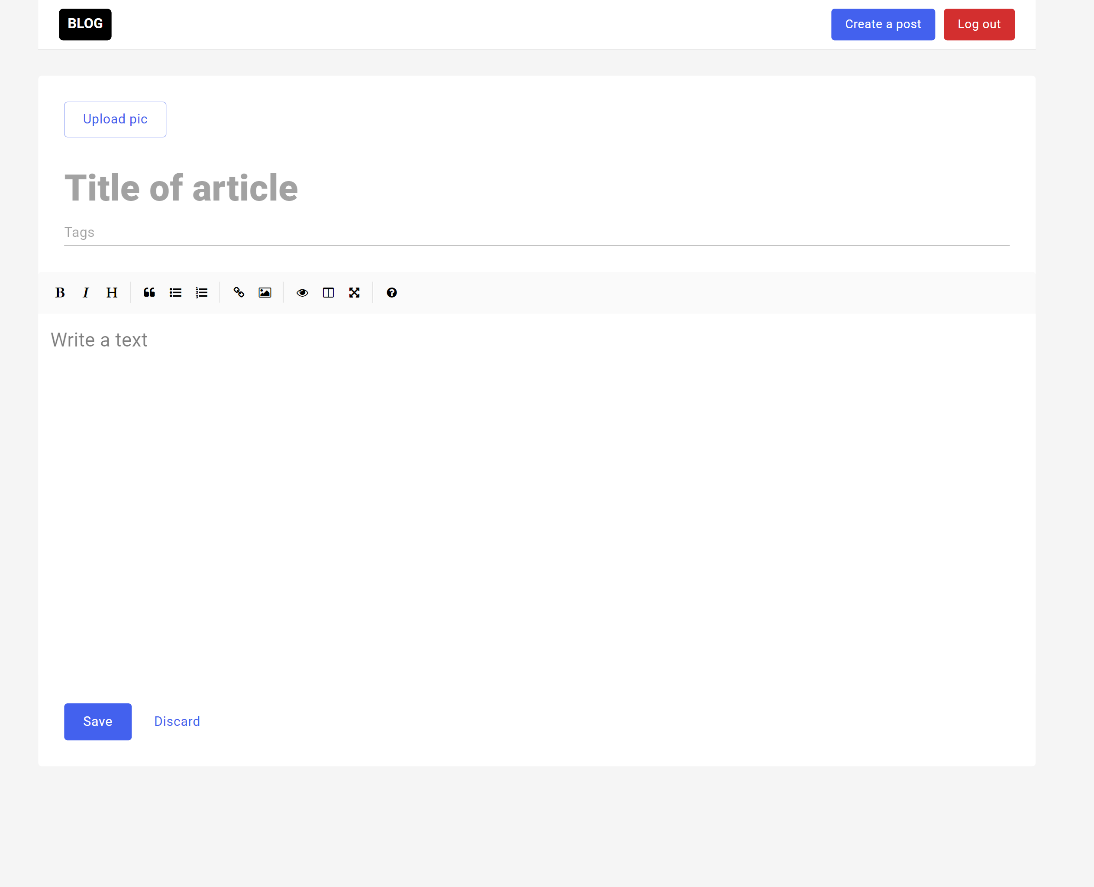 BLOG
Create a post
Log out
Upload pic
Title of article
Tags
B I H
Write a text
Save
Discard